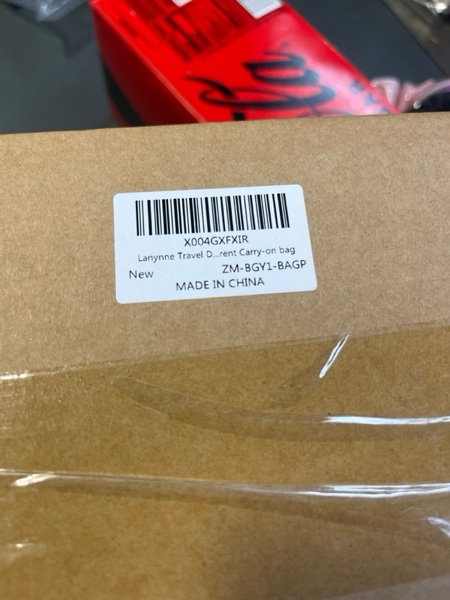 X004GXFXIR
Lanynne Travel D...rent Carry-on bag
New ZM-BGY1-BAGP
MADE IN CHINA